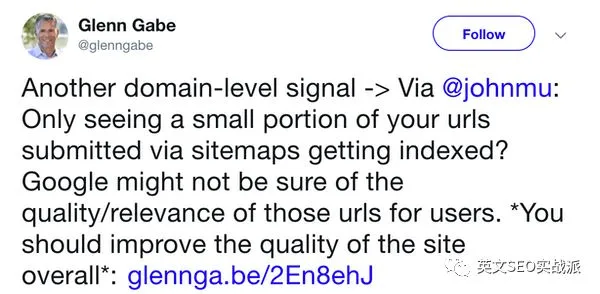 Glenn Gabe
@glenngabe
Follow
Another domain-level signal -> Via @johnmu:
Only seeing a small portion of your urls
submitted via sitemaps getting indexed?
Google might not be sure of the
quality/relevance of those urls for users. *You
should improve the quality of the site
overall*: glennga.be/2En8ehJ
英文SEO实战派